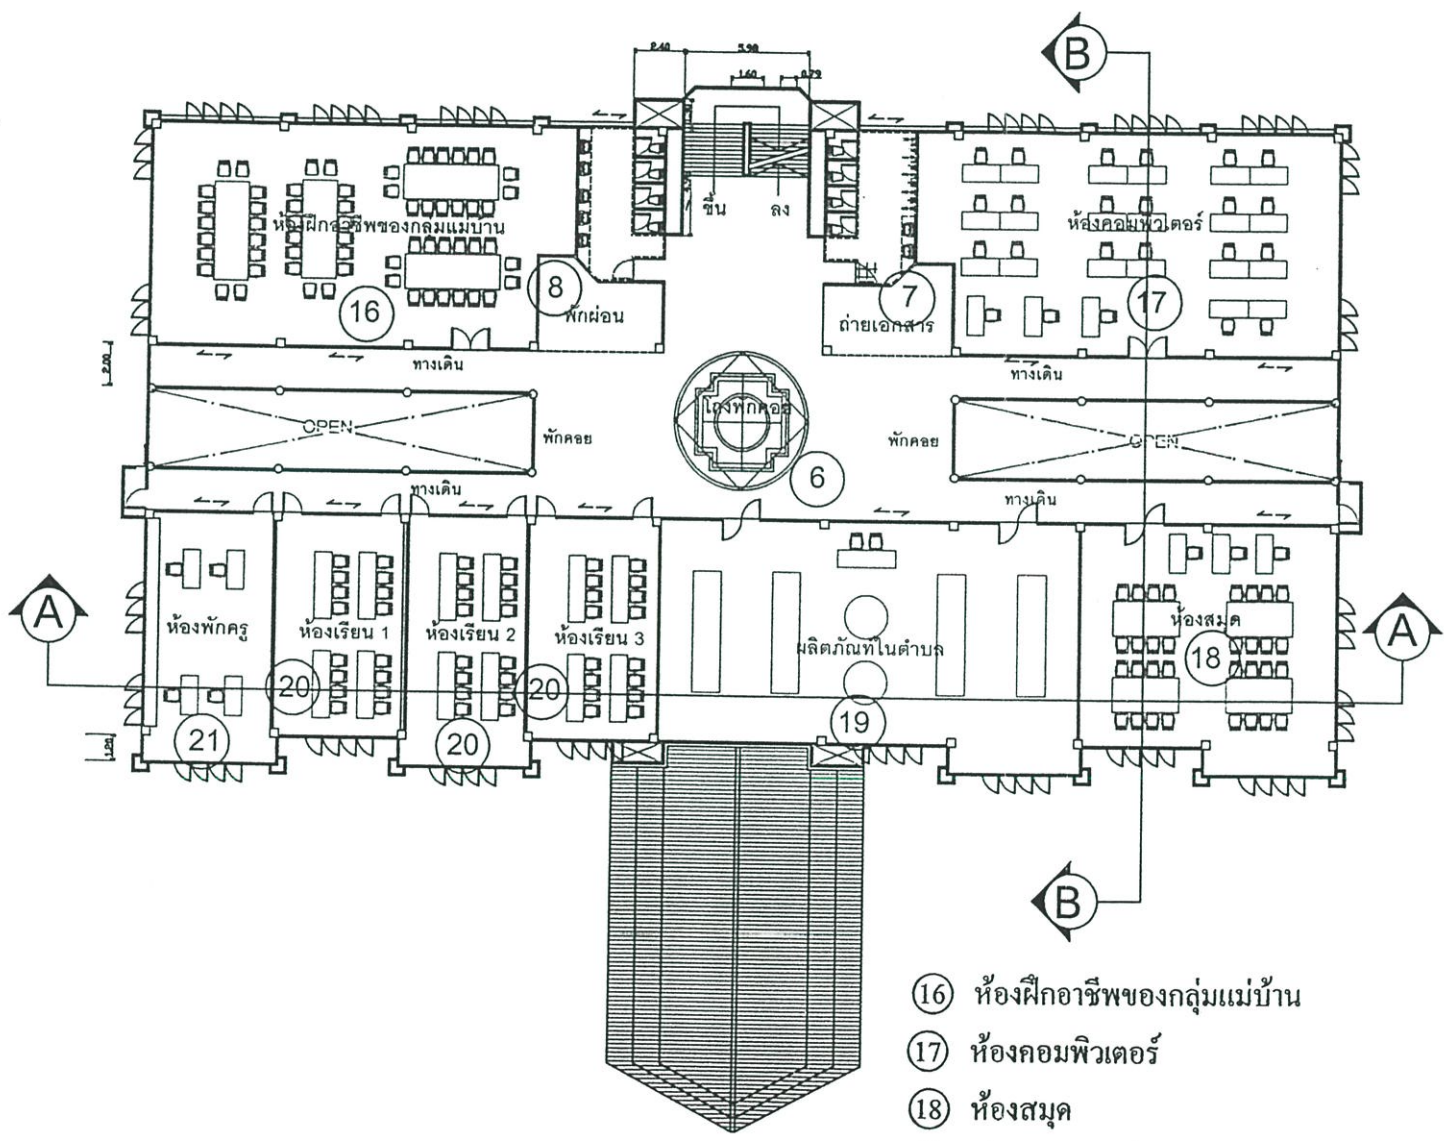 B
2.40
5.90
1.60
0.79
ขึ้น
ลง
ห้องฝึกอาชีพของกลุ่มแม่บ้าน
ห้องคอมพิวเตอร์
8
7
16
17
พักผ่อน
ถ่ายเอกสาร
2.00
ทางเดิน
ทางเดิน
โถงพักคอย
OPEN
พักคอย
พักคอย
OPEN
6
ทางเดิน
ทางเดิน
A
A
ห้องพักครู
ห้องเรียน 1
ห้องเรียน 2
ห้องเรียน 3
ผลิตภัณฑ์ในตำบล
ห้องสมุด
18
20
20
19
21
20
1.20
B
16 ห้องฝึกอาชีพของกลุ่มแม่บ้าน
17 ห้องคอมพิวเตอร์
18 ห้องสมุด